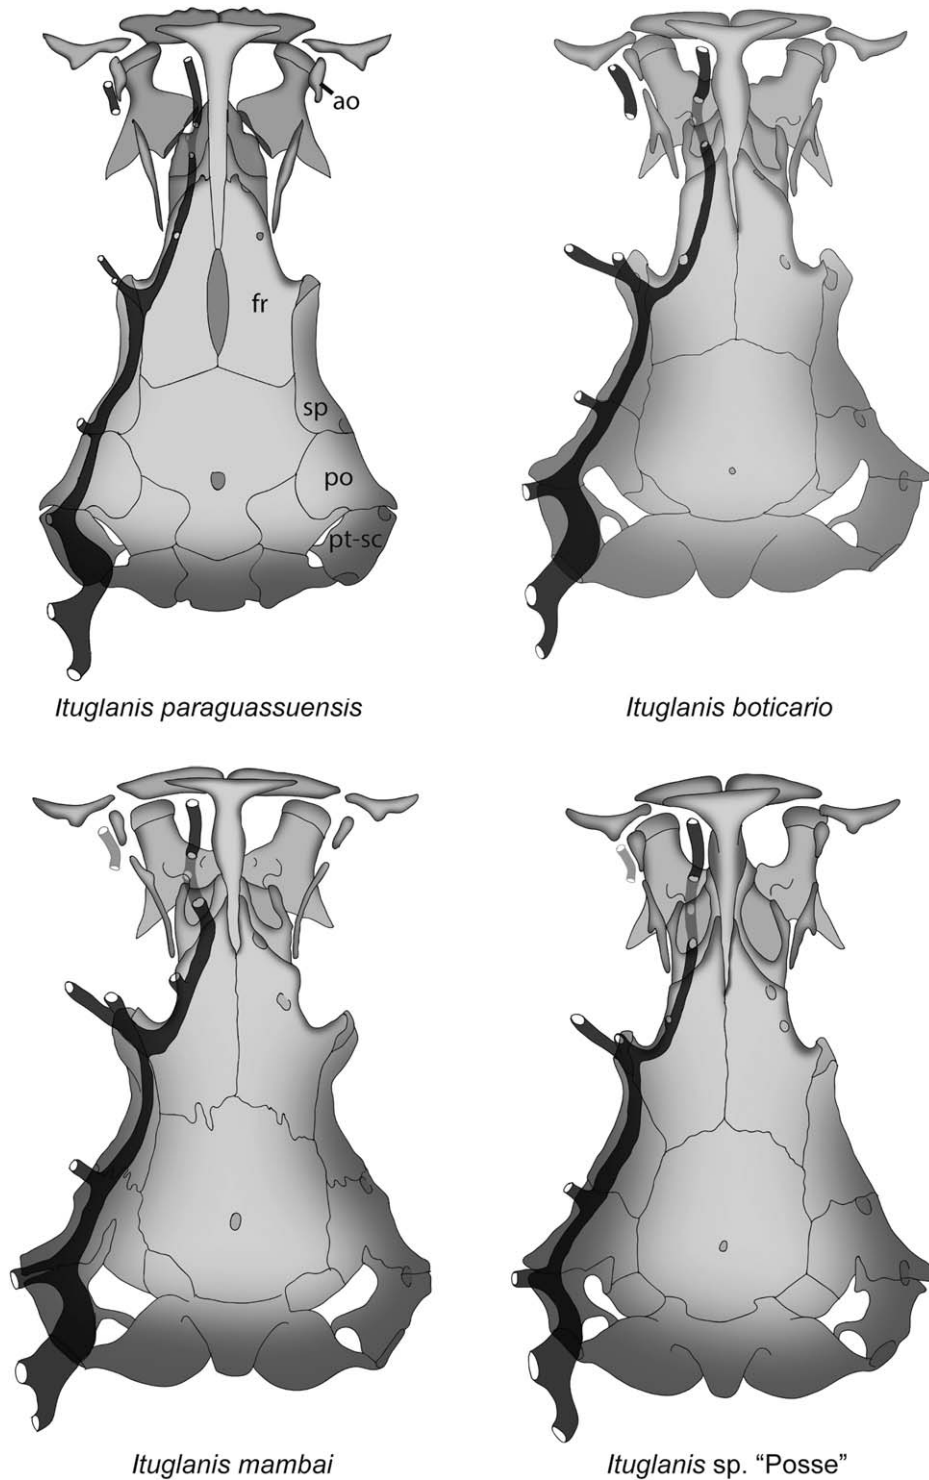 ao
fr
sp
po
pt-sc
Ituglanis paraguassuensis
Ituglanis boticario
Ituglanis mambai
Ituglanis sp. “Posse”